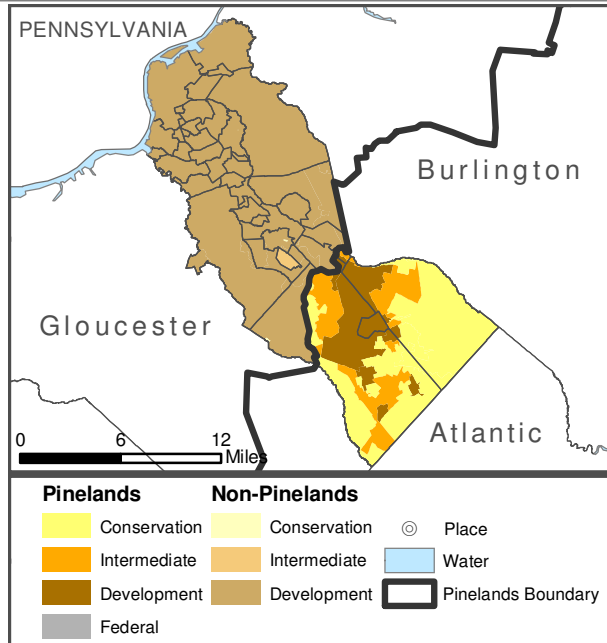 PENNSYLVANIA
Burlington
Gloucester
Atlantic
0 6 12
Miles
Pinelands Non-Pinelands
Conservation Conservation Place
Intermediate Intermediate Water
Development Development Pinelands Boundary
Federal